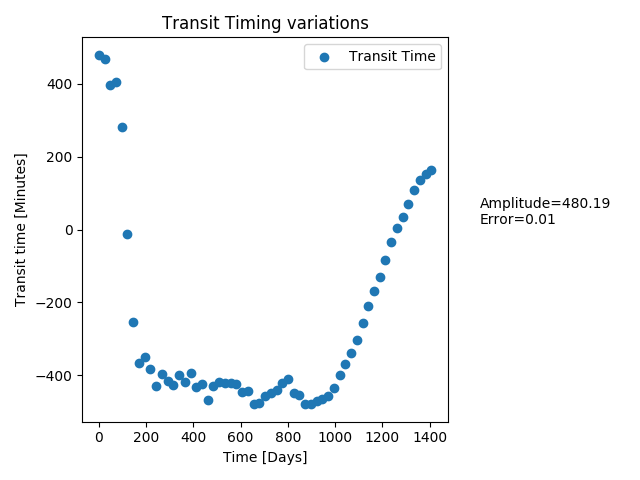 Transit Timing variations
Transit Time
Transit time [Minutes]
400
200
0
−200
−400
0 200 400 600 800 1000 1200 1400
Time [Days]
Amplitude=480.19
Error=0.01